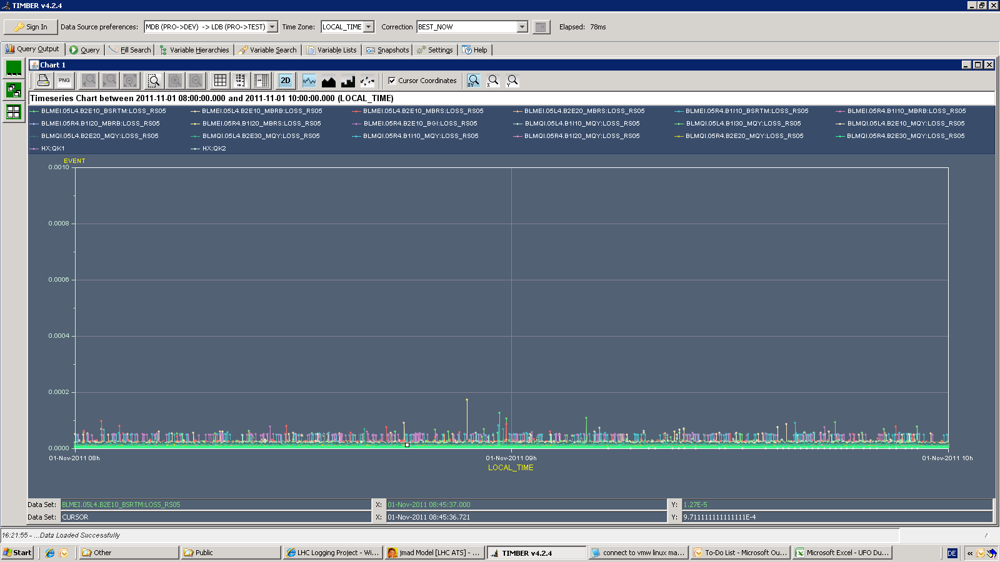 TIMBER v4.2.4
Sign In Data Source preferences: MDB (PRO->DEV) -> LDB (PRO->TEST) Time Zone: LOCAL_TIME Correction BEST_NOW Elapsed: 78ms
Query Output Query Fill Search Variable Hierarchies Variable Search Variable Lists Snapshots Settings Help
Chart 1
PNG 2D Cursor Coordinates XY X Y
Timeseries Chart between 2011-11-01 08:00:00.000 and 2011-11-01 10:00:00.000 (LOCAL_TIME)
BLMEI.05L4.B2E10_BSRTM:LOSS_RS05 BLMEI.05L4.B2E10_MBRB:LOSS_RS05 BLMEI.05L4.B2E10_MBRS:LOSS_RS05 BLMEI.05L4.B2E20_MBRS:LOSS_RS05 BLMEI.05R4.B1I10_BSRTM:LOSS_RS05 BLMEI.05R4.B1I10_MBRB:LOSS_RS05
BLMEI.05R4.B1I20_MBRB:LOSS_RS05 BLMEI.05R4.B1I20_MBRS:LOSS_RS05 BLMEI.05R4.B2E10_BGI:LOSS_RS05 BLMQI.05L4.B1I10_MQY:LOSS_RS05 BLMQI.05L4.B1I30_MQY:LOSS_RS05 BLMQI.05L4.B2E10_MQY:LOSS_RS05
BLMQI.05L4.B2E20_MQY:LOSS_RS05 BLMQI.05L4.B2E30_MQY:LOSS_RS05 BLMQI.05R4.B1I10_MQY:LOSS_RS05 BLMQI.05R4.B1I20_MQY:LOSS_RS05 BLMQI.05R4.B2E20_MQY:LOSS_RS05 BLMQI.05R4.B2E30_MQY:LOSS_RS05
HX:QK1 HX:QK2
EVENT
0.0010
0.0008
0.0006
0.0004
0.0002
0.0000
01-Nov-2011 08h 01-Nov-2011 09h 01-Nov-2011 10h
LOCAL_TIME
Data Set: BLMEI.05L4.B2E10_BSRTM:LOSS_RS05 X: 01-Nov-2011 08:45:37.000 Y: 1.27E-5
Data Set: CURSOR X: 01-Nov-2011 08:45:36.721 Y: 9.711111111111111E-4
16:21:55 - ...Data Loaded Successfully /
Start Other Public LHC Logging Project - Wi... jmad Model [LHC ATS] - ... TIMBER v4.2.4 connect to vmw linux ma... To-Do List - Microsoft Ou... Microsoft Excel - UFO Du... DE «